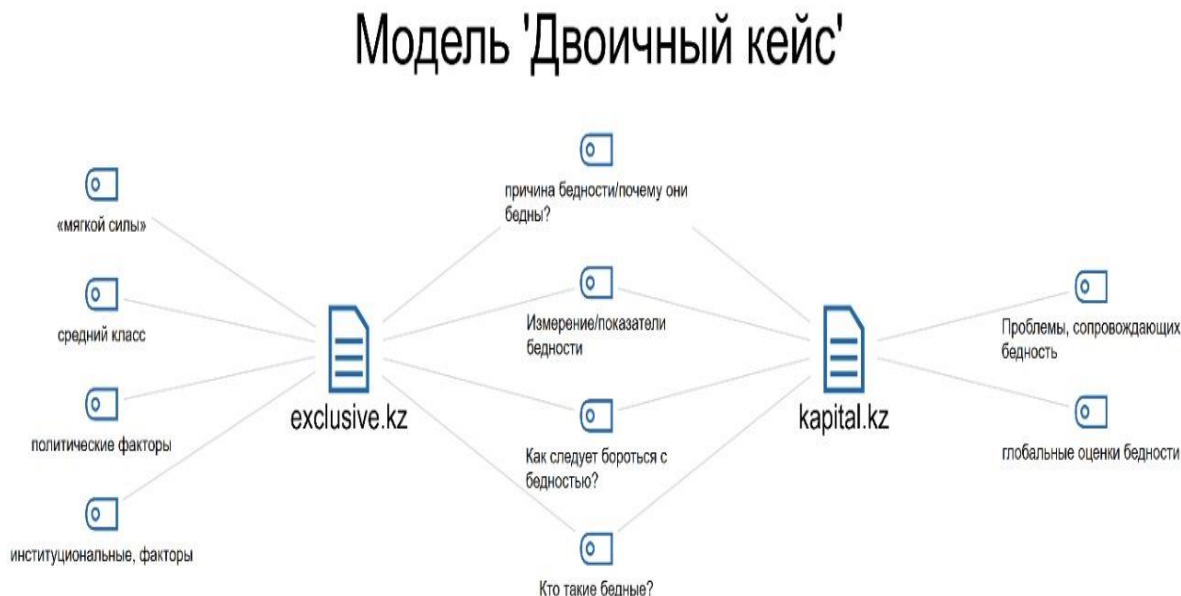 Модель 'Двоичный кейс'
«мягкой силы»
средний класс
политические факторы
институциональные, факторы
exclusive.kz
причина бедности/почему они
бедны?
Измерение/показатели
бедности
Как следует бороться с
бедностью?
Кто такие бедные?
kapital.kz
Проблемы, сопровождающих
бедность
глобальные оценки бедности